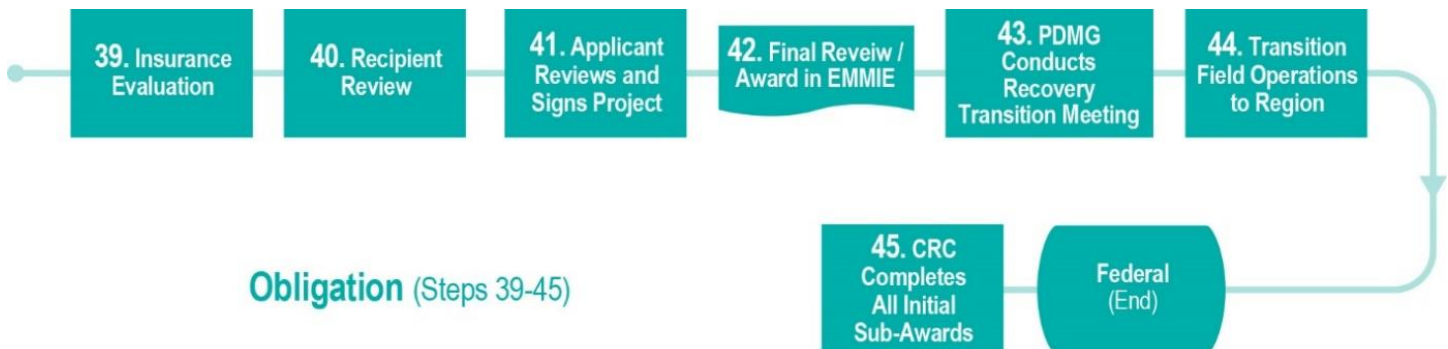 39. Insurance
Evaluation
40. Recipient
Review
41. Applicant
Reviews and
Signs Project
42. Final Reveiw /
Award in EMMIE
43. PDMG
Conducts
Recovery
Transition Meeting
44. Transition
Field Operations
to Region
Obligation (Steps 39-45)
45. CRC
Completes
All Initial
Sub-Awards
Federal
(End)